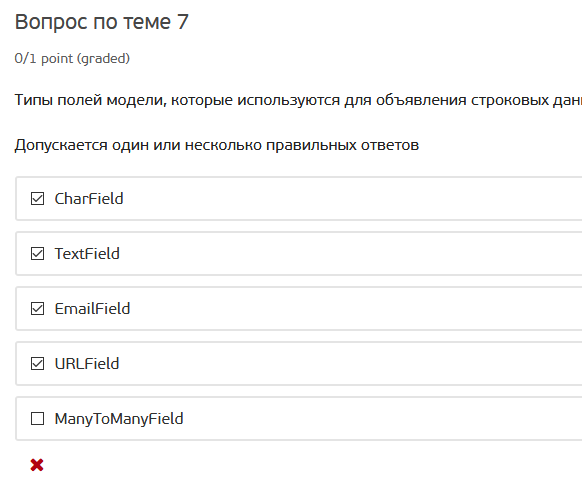 Вопрос по теме 7
0/1 point (graded)
Типы полей модели, которые используются для объявления строковых дан
Допускается один или несколько правильных ответов
CharField
TextField
EmailField
URLField
ManyToManyField